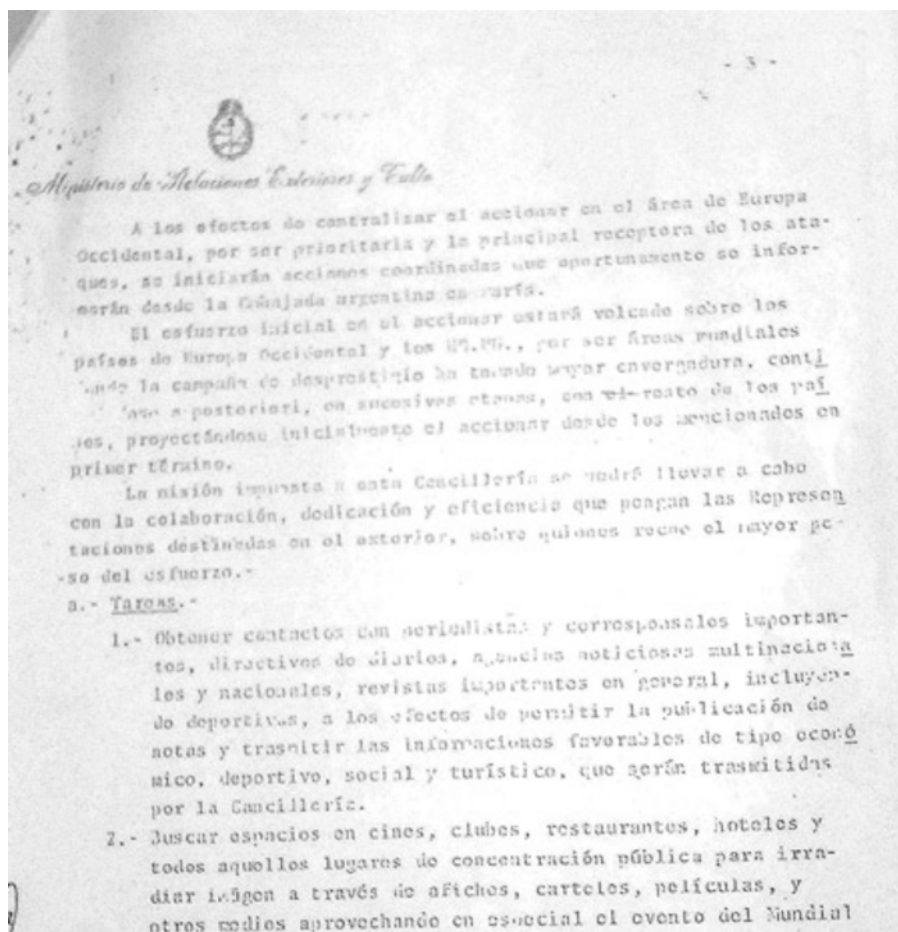 - 3 -
Ministerio de Relaciones Exteriores y Culto
A los efectos de centralizar el accionar en el área de Europa
Occidental, por ser prioritaria y la principal receptora de los ata-
ques, se iniciarán acciones coordinadas que oportunamente se infor-
marán desde la Embajada argentina en París.
El esfuerzo inicial en el accionar estará volcado sobre los
países de Europa Occidental y los EE.UU., por ser áreas mundiales
donde la campaña de desprestigio ha tomado mayor envergadura, conti
a posteriori, en sucesivas etapas, con el resto de los paí
ses, proyectándose inicialmente el accionar desde los mencionados en
primer término.
La misión impuesta a esta Cancillería se podrá llevar a cabo
con la colaboración, dedicación y eficiencia que pongan las Represen
taciones destinadas en el exterior, sobre quienes recae el mayor pe-
-so del esfuerzo.-
a.- Tareas.-
1.- Obtener contactos con periodistas y corresponsales importan-
tes, directivos de diarios, agencias noticiosas multinaciona
les y nacionales, revistas importantes en general, incluyen-
do deportivas, a los efectos de permitir la publicación de
notas y trasmitir las informaciones favorables de tipo econó
mico, deportivo, social y turístico, que serán trasmitidas
por la Cancillería.
2.- Buscar espacios en cines, clubes, restaurantes, hoteles y
todos aquellos lugares de concentración pública para irra-
diar imágen a través de afiches, carteles, películas, y
otros medios aprovechando en especial el evento del Mundial